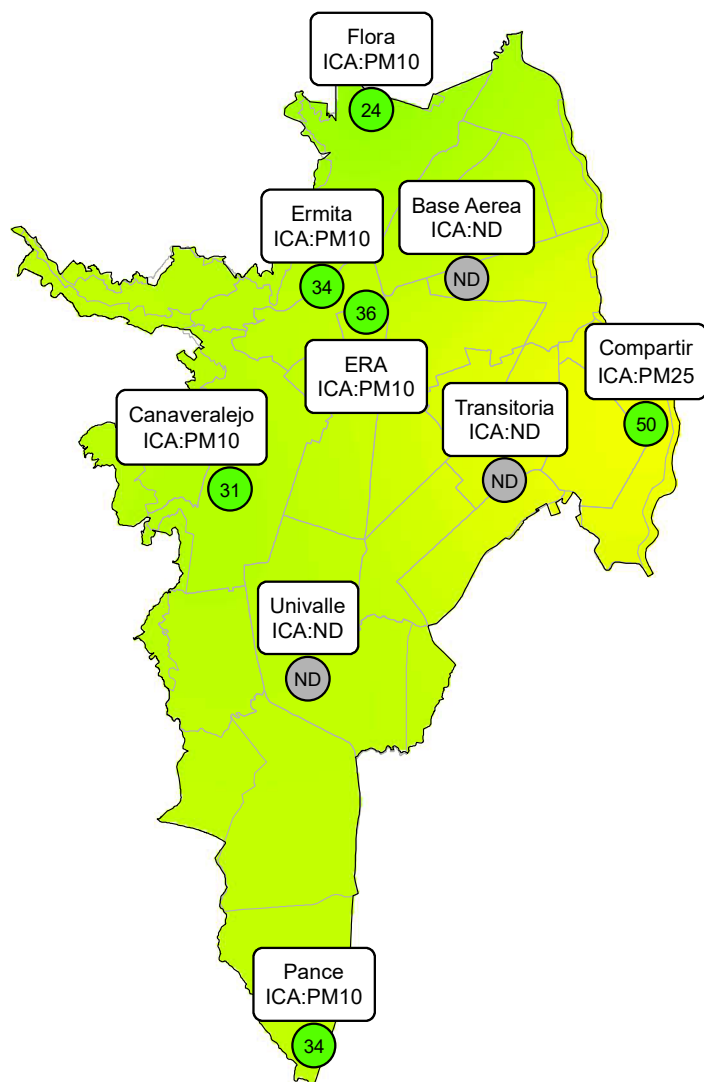 Flora
ICA:PM10
24
Ermita
ICA:PM10
34
Base Aerea
ICA:ND
ND
36
ERA
ICA:PM10
Compartir
ICA:PM25
50
Canaveralejo
ICA:PM10
31
Transitoria
ICA:ND
ND
Univalle
ICA:ND
ND
Pance
ICA:PM10
34